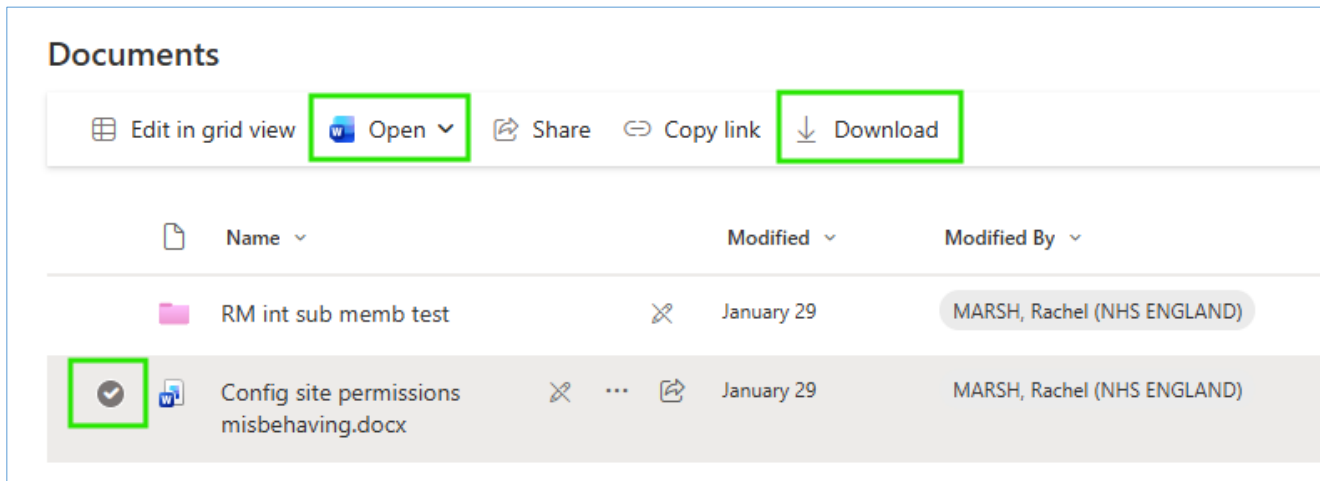 Documents
Edit in grid view Open Share Copy link Download
Name Modified Modified By
RM int sub memb test January 29 MARSH, Rachel (NHS ENGLAND)
Config site permissions January 29 MARSH, Rachel (NHS ENGLAND)
misbehaving.docx